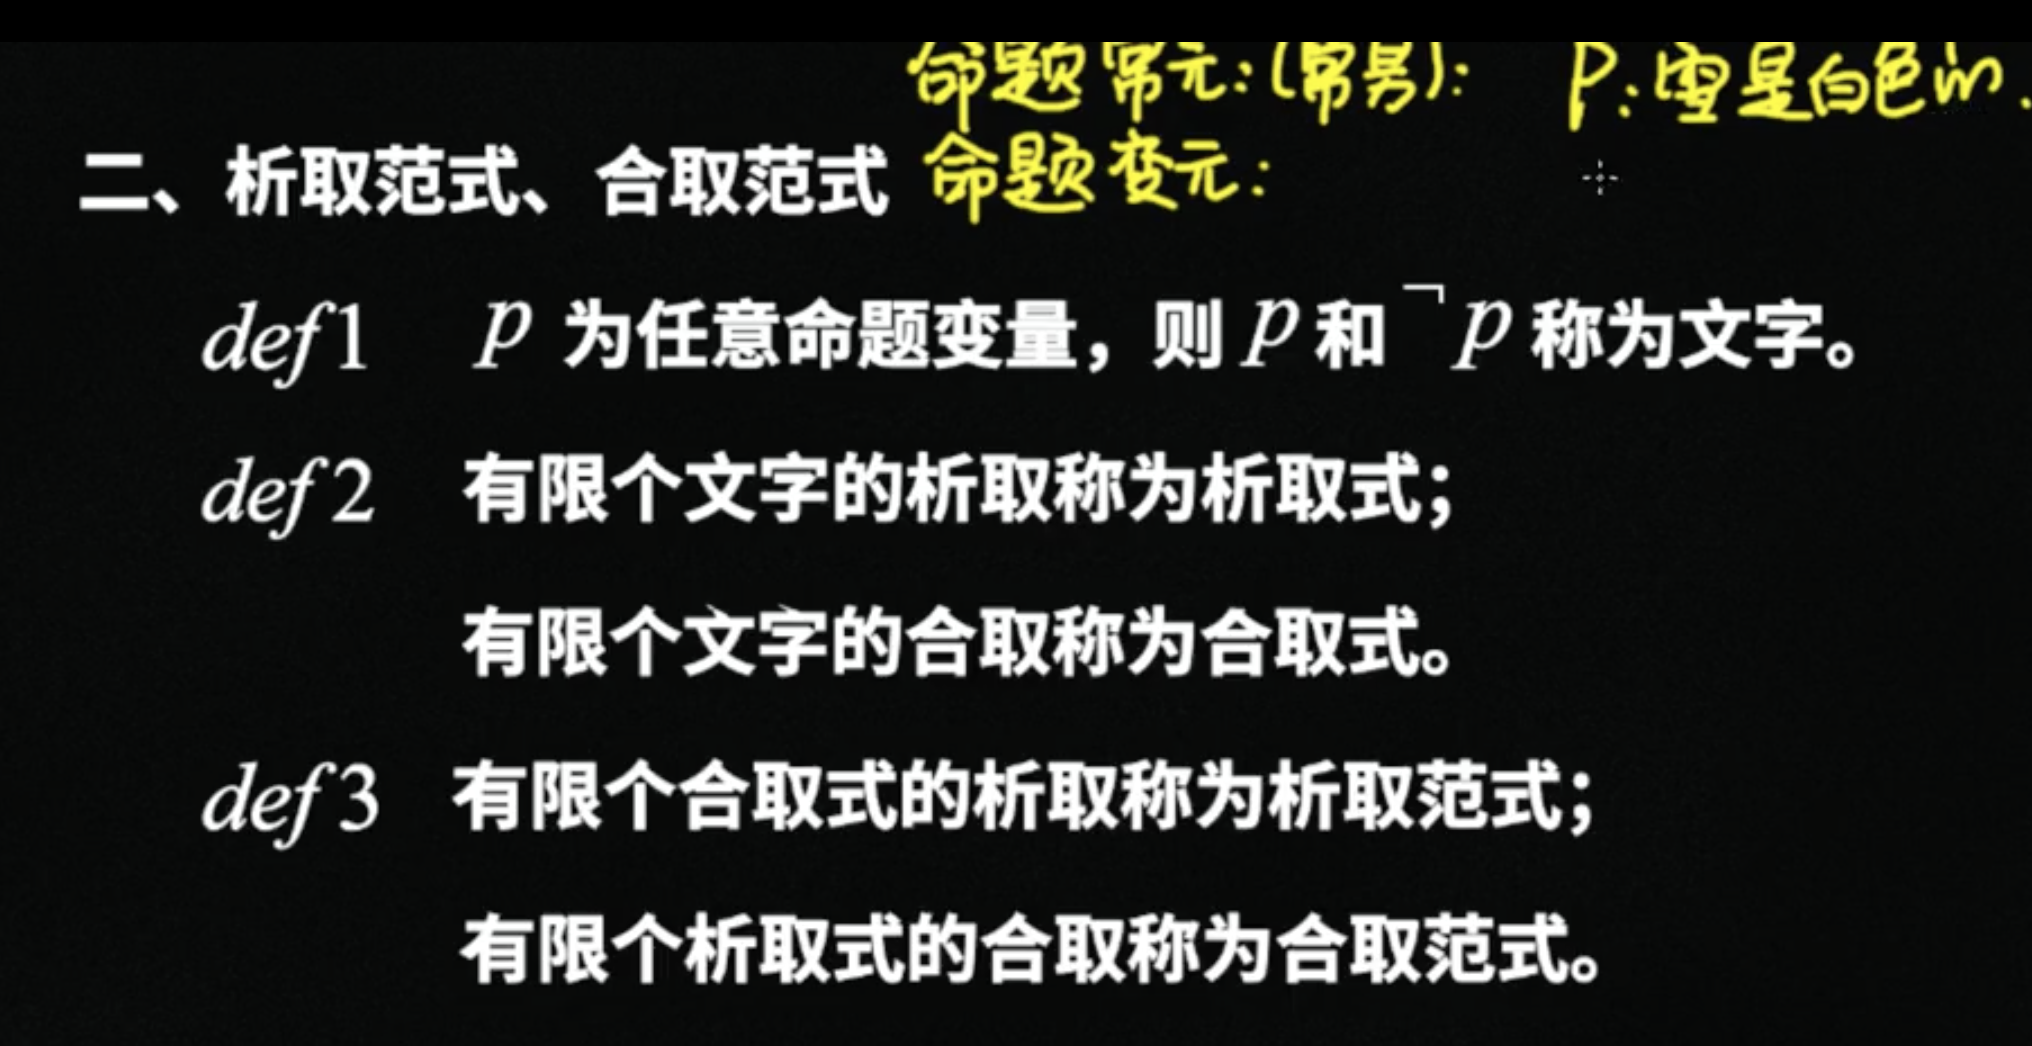 命题常元:(常号): P:雪是白色的.
二、析取范式、合取范式 命题变元:
def1 p 为任意命题变量，则 p 和 ¬p 称为文字。
def2 有限个文字的析取称为析取式；
有限个文字的合取称为合取式。
def3 有限个合取式的析取称为析取范式；
有限个析取式的合取称为合取范式。